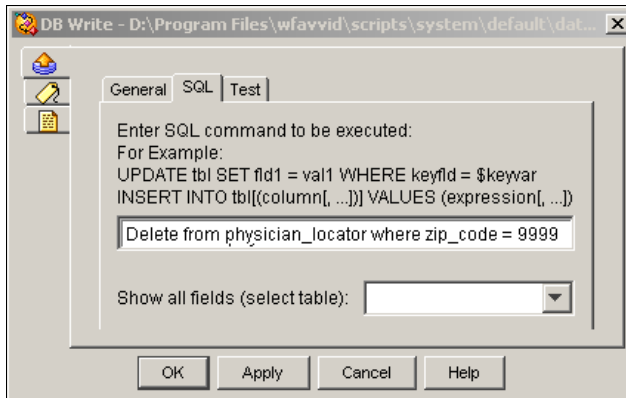 DB Write - D:\Program Files\wfavvid\scripts\system\default\dat...
General SQL Test
Enter SQL command to be executed:
For Example:
UPDATE tbl SET fld1 = val1 WHERE keyfld = $keyvar
INSERT INTO tbl[(column[, ...])] VALUES (expression[, ...])
Delete from physician_locator where zip_code = 9999
Show all fields (select table):
OK Apply Cancel Help